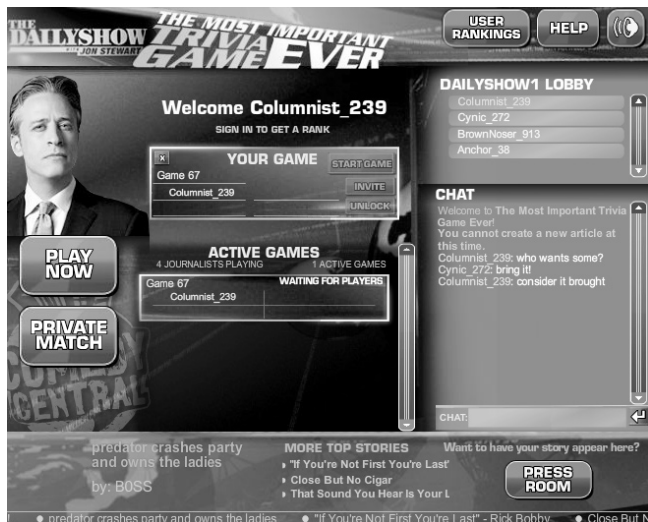 THE
DAILYSHOW
WITH JON STEWART
THE MOST IMPORTANT
TRIVIA
GAME EVER
USER
RANKINGS
HELP
Welcome Columnist_239
SIGN IN TO GET A RANK
x
YOUR GAME
START GAME
Game 67
Columnist_239
INVITE
UNLOCK
PLAY
NOW
PRIVATE
MATCH
COMEDY
CENTRAL
ACTIVE GAMES
4 JOURNALISTS PLAYING
1 ACTIVE GAMES
Game 67
WAITING FOR PLAYERS
Columnist_239
DAILYSHOW1 LOBBY
Columnist_239
Cynic_272
BrownNoser_913
Anchor_38
CHAT
Welcome to The Most Important Trivia
Game Ever!
You cannot create a new article at
this time.
Columnist_239: who wants some?
Cynic_272: bring it!
Columnist_239: consider it brought
CHAT:
predator crashes party
and owns the ladies
by: B0SS
MORE TOP STORIES
"If You're Not First You're Last"
Close But No Cigar
That Sound You Hear Is Your L
Want to have your story appear here?
PRESS
ROOM
● predator crashes party and owns the ladies ● "If You're Not First You're Last" - Rick Bobby ● Close But N